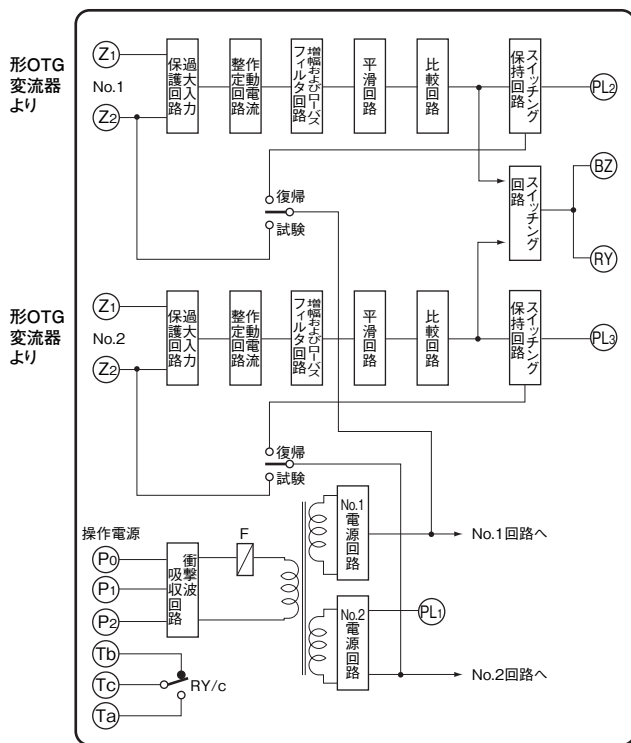 形OTG
変流器
より
Z1
No.1
Z2
過大入力
保護回路
作動電流
整定回路
増幅およびローパス
フィルタ回路
平滑回路
比較回路
スイッチング
保持回路
PL2
復帰
試験
スイッチング
回路
BZ
RY
形OTG
変流器
より
Z1
No.2
Z2
過大入力
保護回路
作動電流
整定回路
増幅およびローパス
フィルタ回路
平滑回路
比較回路
スイッチング
保持回路
PL3
復帰
試験
操作電源
P0
P1
P2
衝撃波
吸収回路
F
No.1
電源回路
No.1回路へ
No.2
電源回路
PL1
No.2回路へ
Tb
Tc
RY/c
Ta